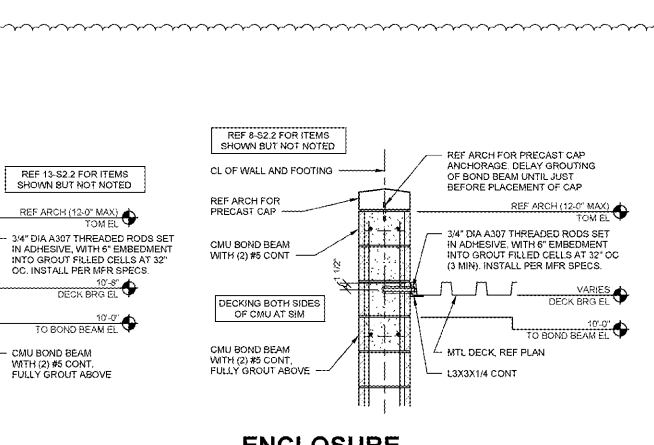 REF 13-S2.2 FOR ITEMS
SHOWN BUT NOT NOTED
REF ARCH (12'-0" MAX)
TOM EL
3/4" DIA A307 THREADED RODS SET
IN ADHESIVE, WITH 6" EMBEDMENT
INTO GROUT FILLED CELLS AT 32"
OC. INSTALL PER MFR SPECS.
10'-8"
DECK BRG EL
10'-0"
TO BOND BEAM EL
CMU BOND BEAM
WITH (2) #5 CONT,
FULLY GROUT ABOVE
REF 8-S2.2 FOR ITEMS
SHOWN BUT NOT NOTED
CL OF WALL AND FOOTING
REF ARCH FOR
PRECAST CAP
CMU BOND BEAM
WITH (2) #5 CONT
1 1/2"
DECKING BOTH SIDES
OF CMU AT SIM
CMU BOND BEAM
WITH (2) #5 CONT,
FULLY GROUT ABOVE
REF ARCH FOR PRECAST CAP
ANCHORAGE. DELAY GROUTING
OF BOND BEAM UNTIL JUST
BEFORE PLACEMENT OF CAP
REF ARCH (12'-0" MAX)
TOM EL
3/4" DIA A307 THREADED RODS SET
IN ADHESIVE, WITH 6" EMBEDMENT
INTO GROUT FILLED CELLS AT 32" OC
(3 MIN). INSTALL PER MFR SPECS.
VARIES
DECK BRG EL
10'-0"
TO BOND BEAM EL
MTL DECK, REF PLAN
L3X3X1/4 CONT
ENCLOSURE